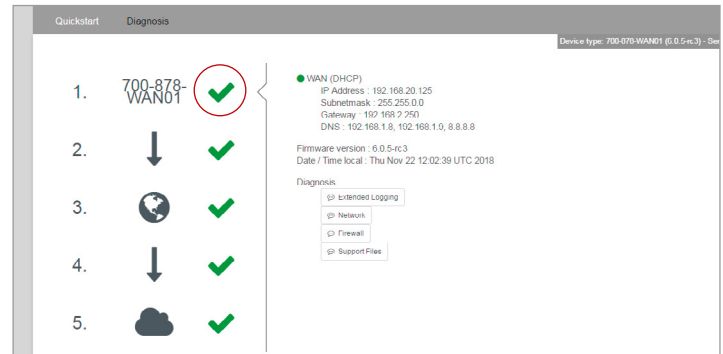 Quickstart Diagnosis
Device type: 700-878-WAN01 (6.0.5-rc3) - Ser
1.
700-878-
WAN01
2.
3.
4.
5.
WAN (DHCP)
IP Address : 192.168.20.125
Subnetmask : 255.255.0.0
Gateway : 192.168.2.250
DNS : 192.168.1.8, 192.168.1.9, 8.8.8.8
Firmware version : 6.0.5-rc3
Date / Time local : Thu Nov 22 12:02:39 UTC 2018
Diagnosis
Extended Logging
Network
Firewall
Support Files